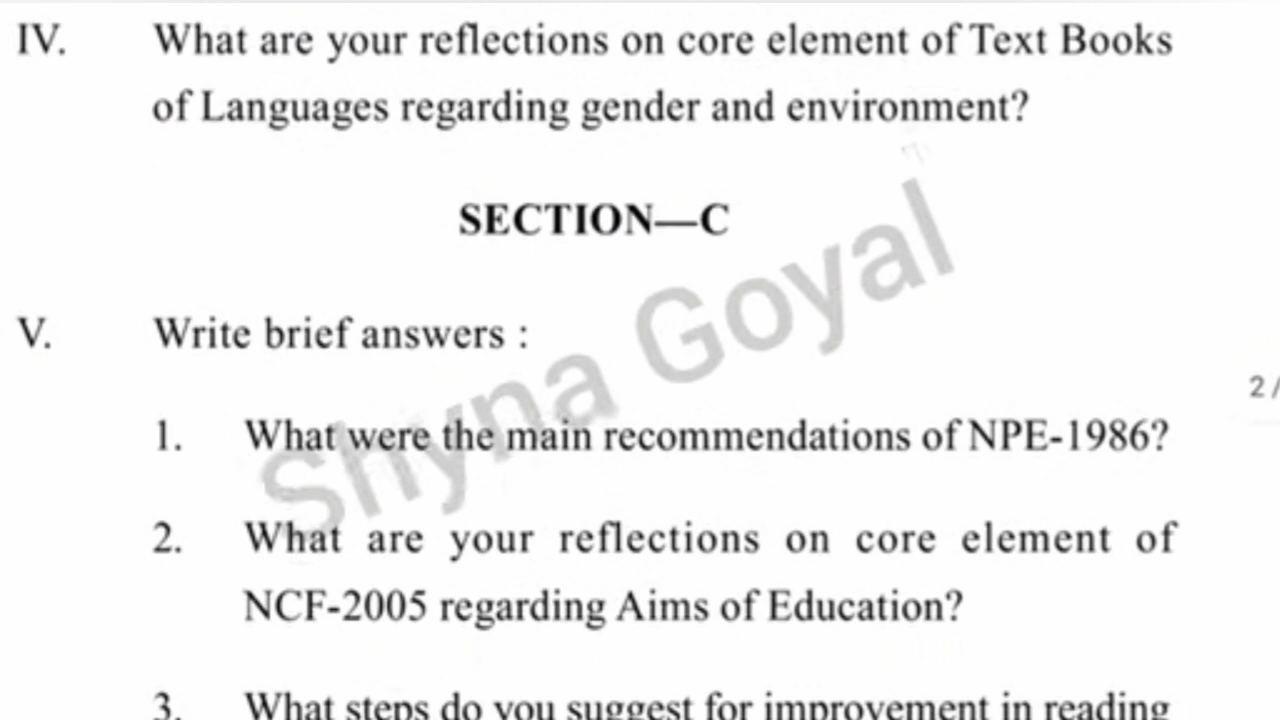 IV. What are your reflections on core element of Text Books
of Languages regarding gender and environment?
SECTION—C
V. Write brief answers :
1. What were the main recommendations of NPE-1986?
2. What are your reflections on core element of
NCF-2005 regarding Aims of Education?
3. What steps do you suggest for improvement in reading
Shyna Goyal
2/